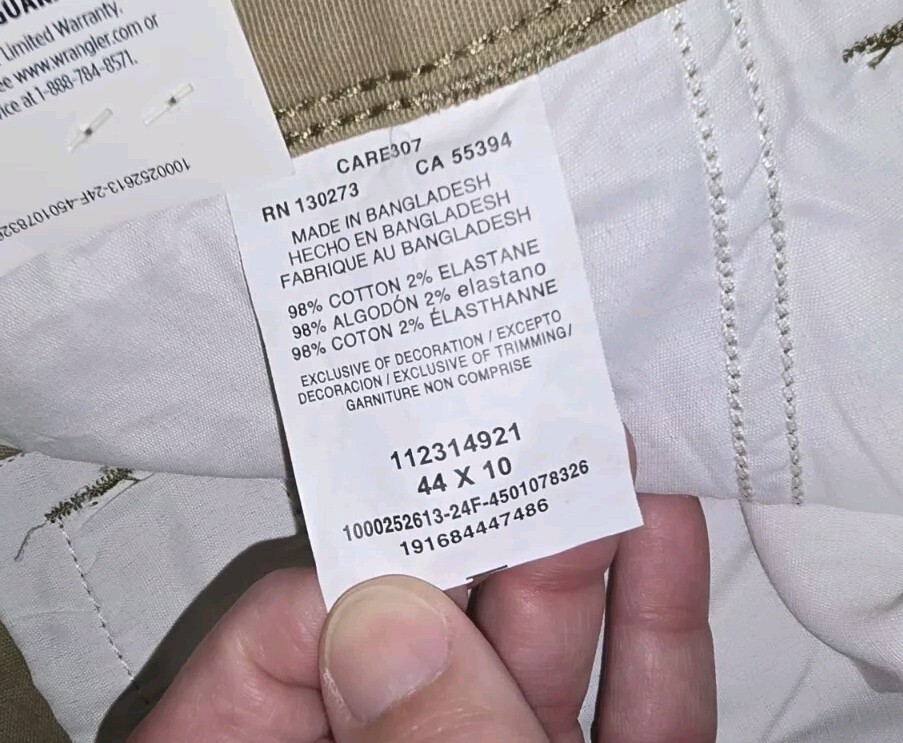 Limited Warranty,
www.wrangler.com or
at 1-888-784-8571.
CARE307
RN 130273 CA 55394
MADE IN BANGLADESH
HECHO EN BANGLADESH
FABRIQUE AU BANGLADESH
98% COTTON 2% ELASTANE
98% ALGODÓN 2% elastano
98% COTON 2% ÉLASTHANNE
EXCLUSIVE OF DECORATION / EXCEPTO
DECORACION / EXCLUSIVE OF TRIMMING/
GARNITURE NON COMPRISE
112314921
44 X 10
1000252613-24F-4501078326
191684447486